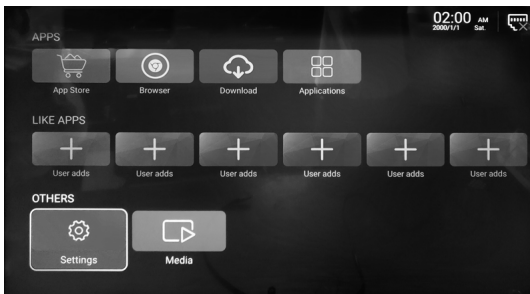 02:00 AM
2000/1/1 Sat.
APPS
App Store
Browser
Download
Applications
LIKE APPS
User adds
User adds
User adds
User adds
User adds
User adds
OTHERS
Settings
Media